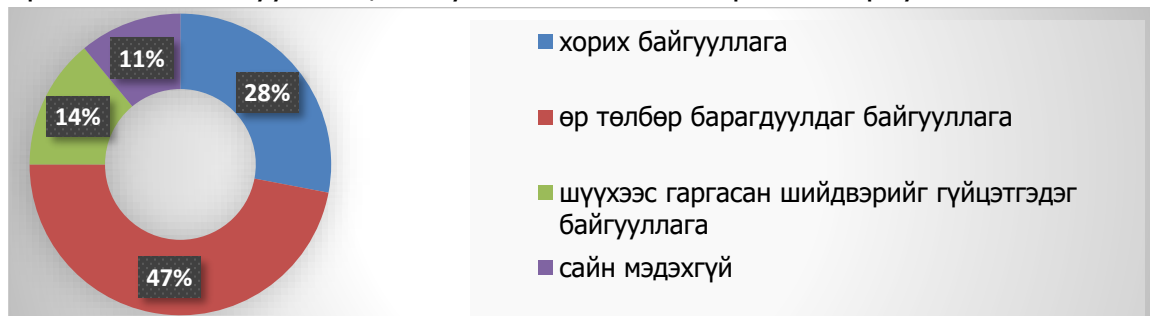 11%
28%
14%
47%
хорих байгууллага
өр төлбөр барагдуулдаг байгууллага
шүүхээс гаргасан шийдвэрийг гүйцэтгэдэг
байгууллага
сайн мэдэхгүй